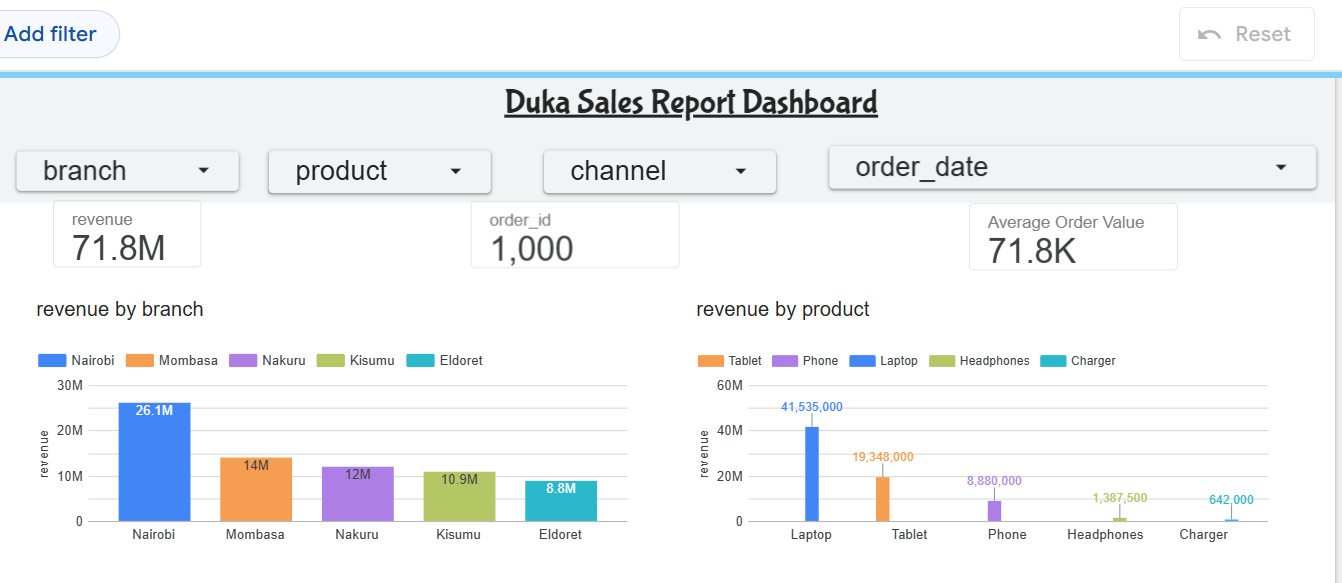 Add filter
Reset
Duka Sales Report Dashboard
branch
product
channel
order_date
revenue
71.8M
order_id
1,000
Average Order Value
71.8K
revenue by branch
Nairobi Mombasa Nakuru Kisumu Eldoret
30M
20M
10M
0
revenue
26.1M
14M
12M
10.9M
8.8M
Nairobi Mombasa Nakuru Kisumu Eldoret
revenue by product
Tablet Phone Laptop Headphones Charger
60M
40M
20M
0
revenue
41,535,000
19,348,000
8,880,000
1,387,500
642,000
Laptop Tablet Phone Headphones Charger